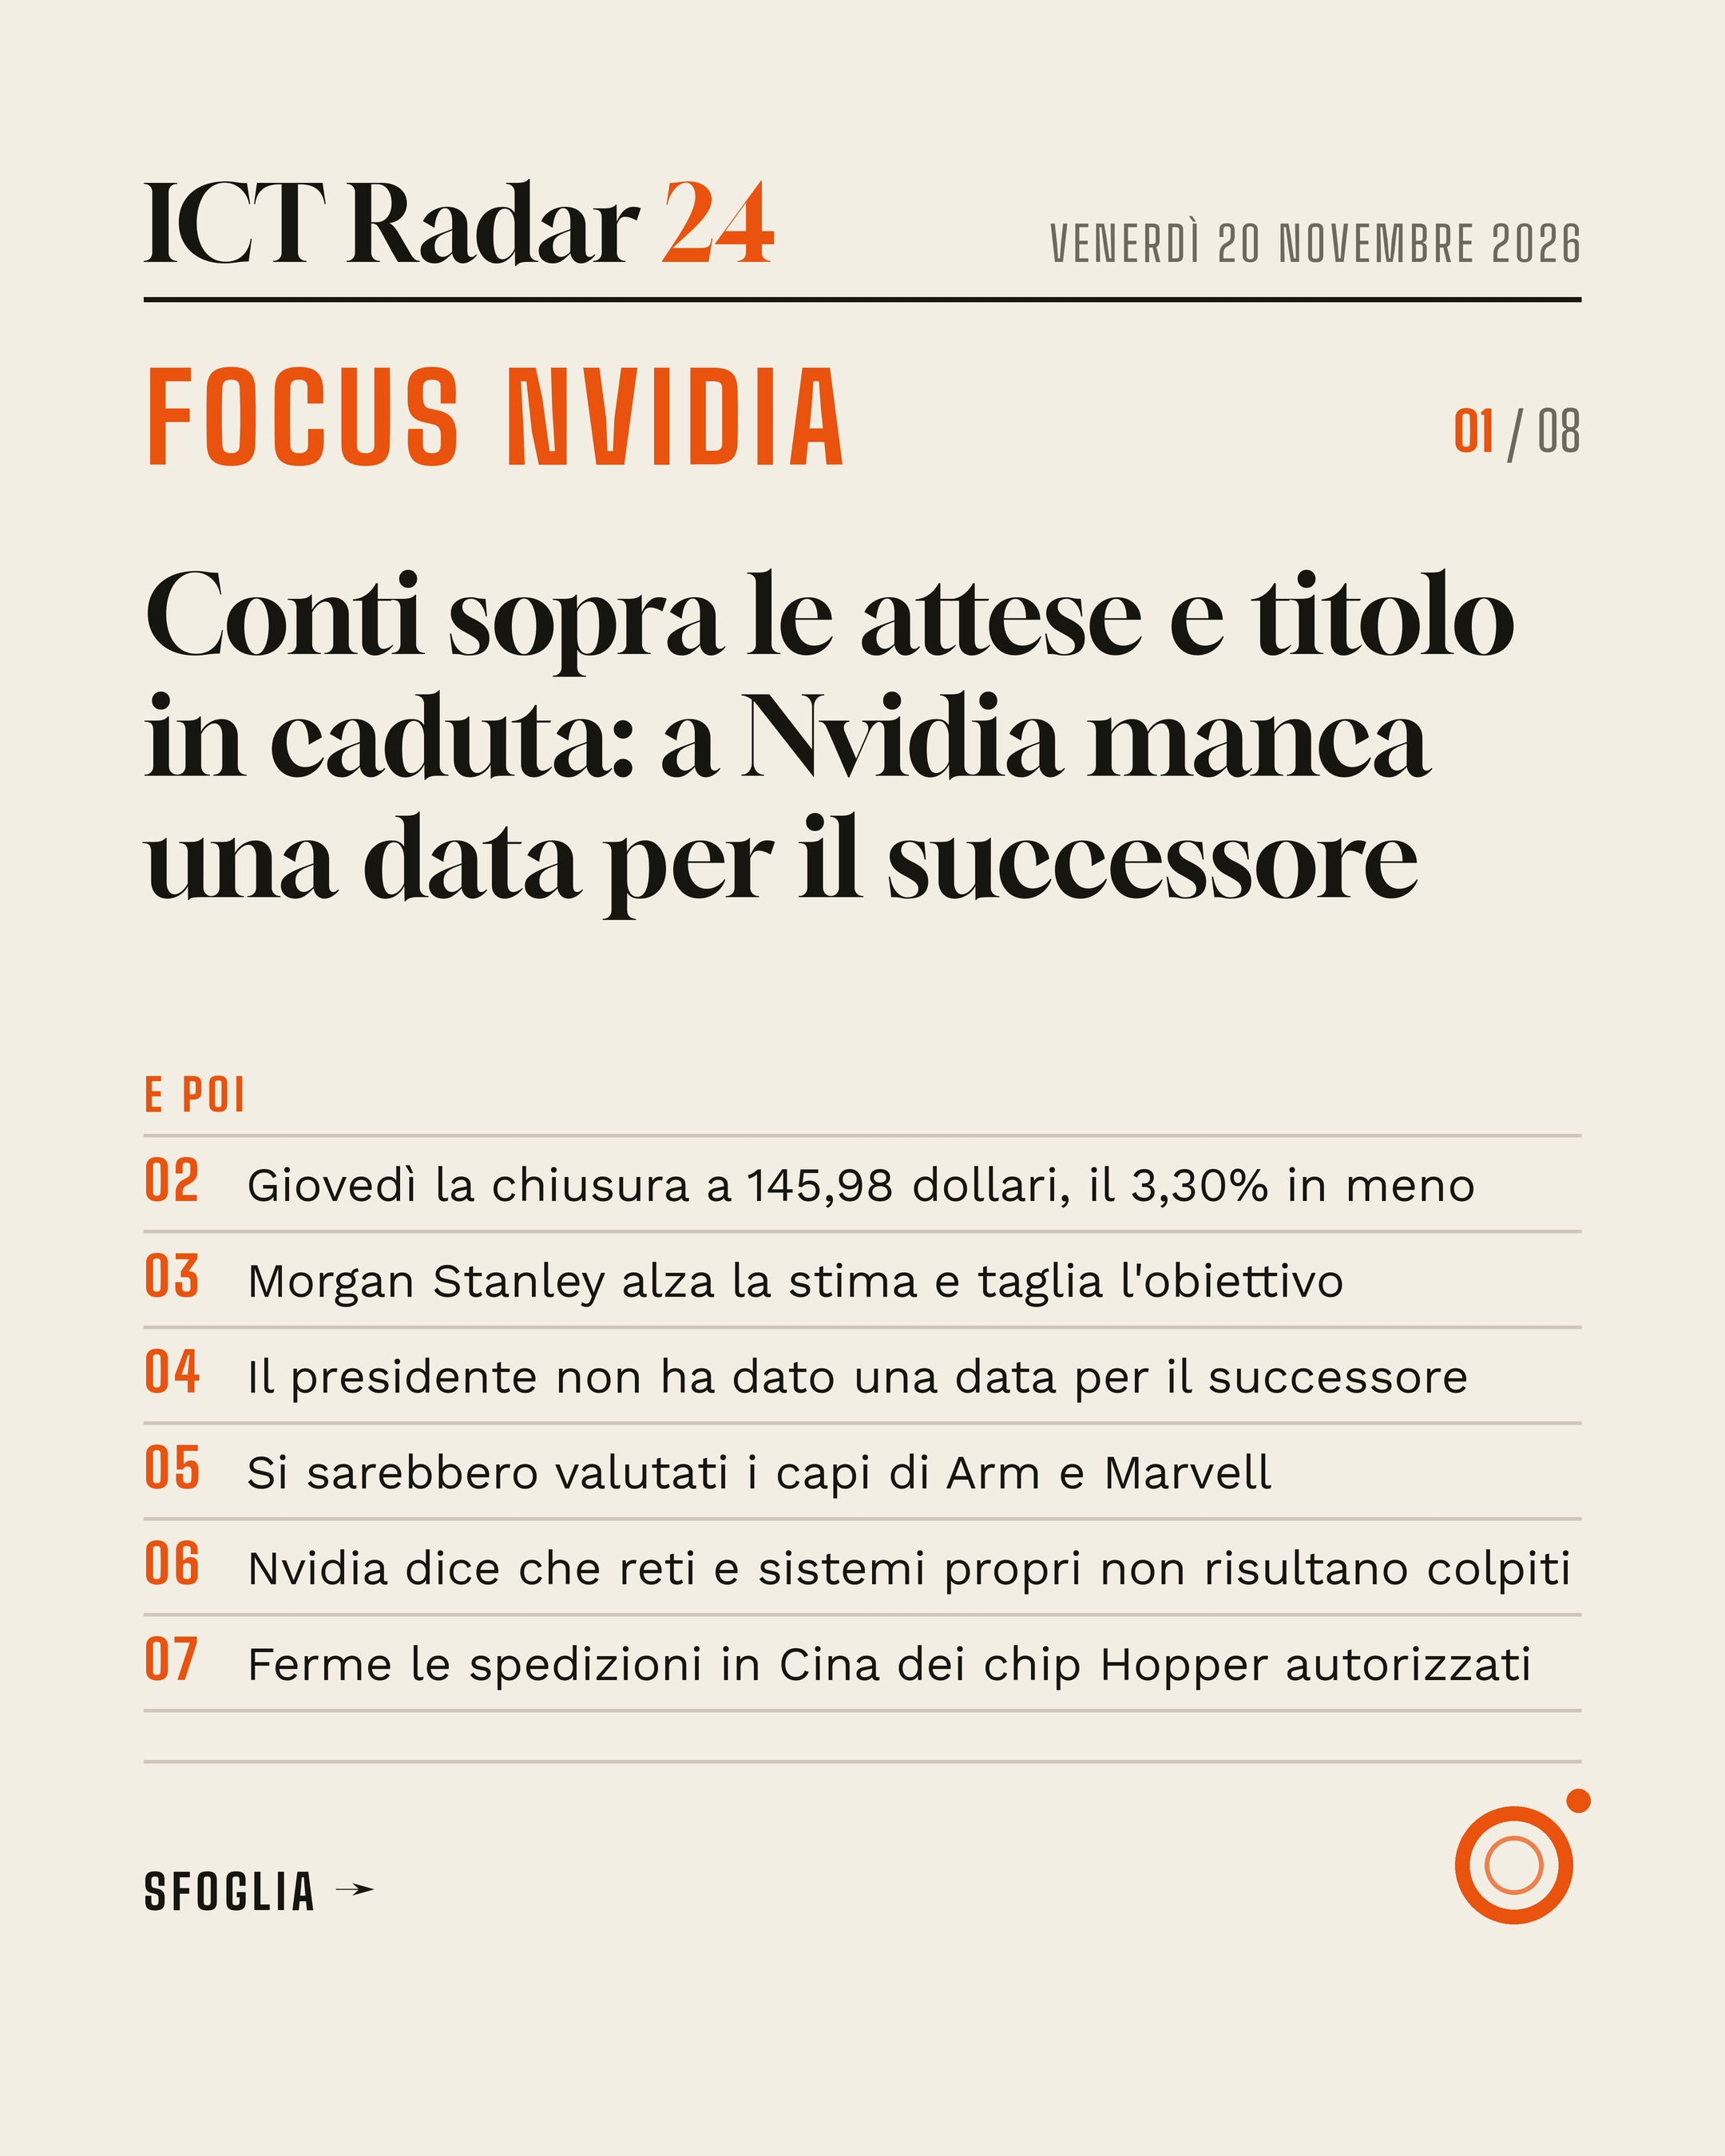 ICT Radar 24
VENERDÌ 20 NOVEMBRE 2026
FOCUS NVIDIA
01 / 08
Conti sopra le attese e titolo
in caduta: a Nvidia manca
una data per il successore
E POI
02 Giovedì la chiusura a 145,98 dollari, il 3,30% in meno
03 Morgan Stanley alza la stima e taglia l'obiettivo
04 Il presidente non ha dato una data per il successore
05 Si sarebbero valutati i capi di Arm e Marvell
06 Nvidia dice che reti e sistemi propri non risultano colpiti
07 Ferme le spedizioni in Cina dei chip Hopper autorizzati
SFOGLIA →